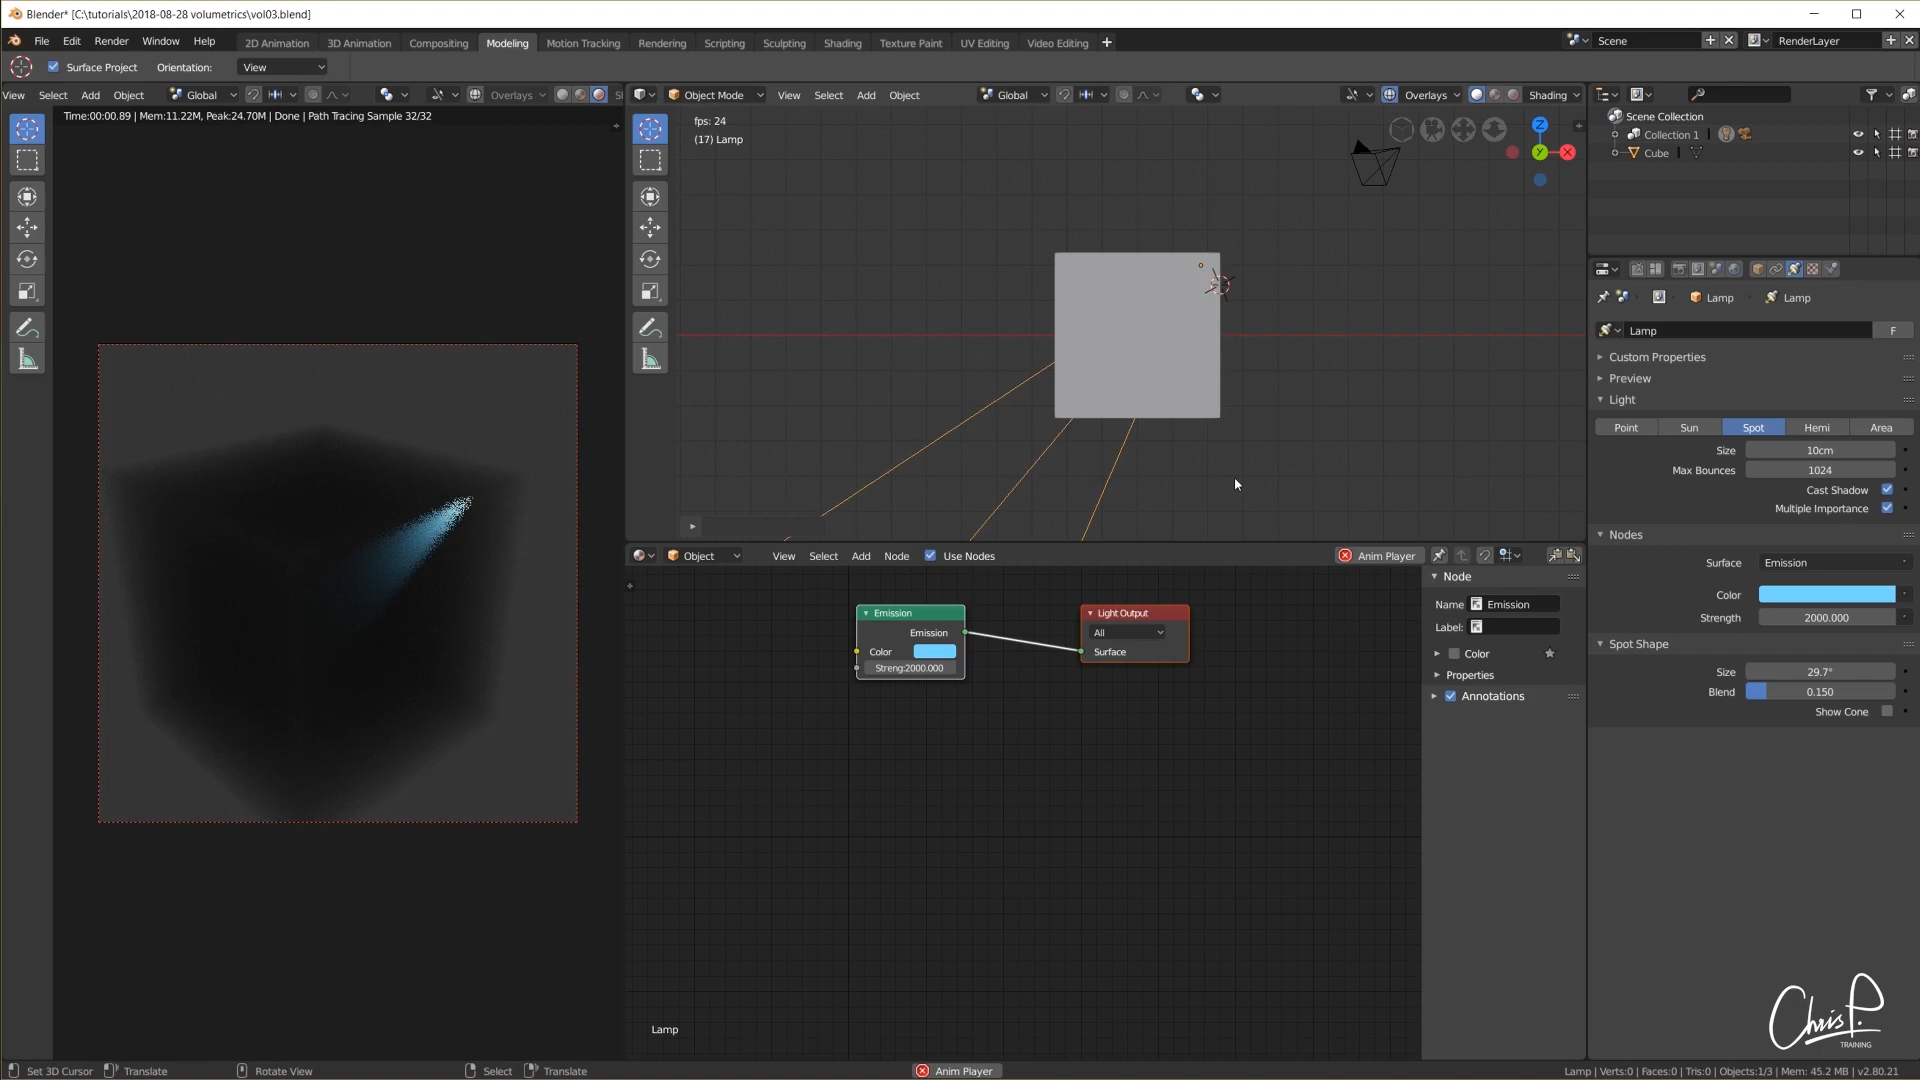 Blender* [C:\tutorials\2018-08-28 volumetrics\vol03.blend]
File Edit Render Window Help 2D Animation 3D Animation Compositing Modeling Motion Tracking Rendering Scripting Sculpting Shading Texture Paint UV Editing Video Editing Scene RenderLayer
Surface Project Orientation: View
View Select Add Object Global Overlays
Object Mode View Select Add Object Global Overlays Shading
Time:00:00.89 | Mem:11.22M, Peak:24.70M | Done | Path Tracing Sample 32/32
fps: 24
(17) Lamp
Z
Y
X
Scene Collection
Collection 1
Cube
Lamp Lamp
Lamp F
Custom Properties
Preview
Light
Point Sun Spot Hemi Area
Size 10cm
Max Bounces 1024
Cast Shadow
Multiple Importance
Nodes
Surface Emission
Color
Strength 2000.000
Spot Shape
Size 29.7°
Blend 0.150
Show Cone
Object View Select Add Node Use Nodes Anim Player
Emission
Emission
Color
Streng:2000.000
Light Output
All
Surface
Node
Name Emission
Label:
Color
Properties
Annotations
Lamp
Chris P.
TRAINING
Set 3D Cursor Translate Rotate View Select Translate Anim Player Lamp | Verts:0 | Faces:0 | Tris:0 | Objects:1/3 | Mem: 45.2 MB | v2.80.21